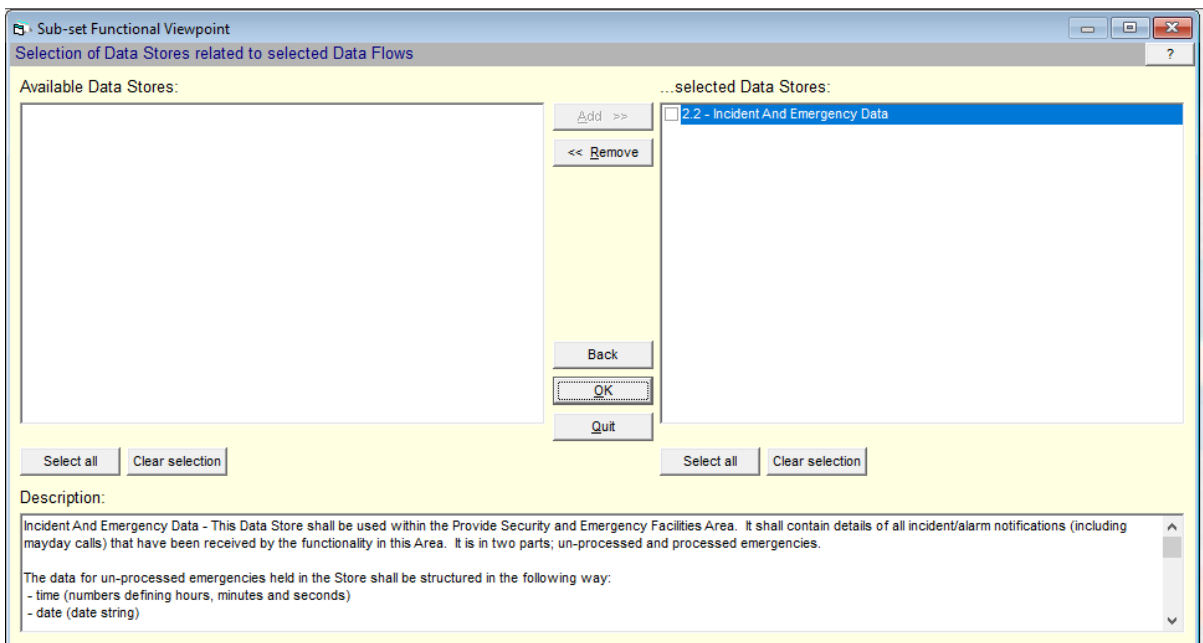 Sub-set Functional Viewpoint
Selection of Data Stores related to selected Data Flows
?
Available Data Stores:
...selected Data Stores:
Add >>
2.2 - Incident And Emergency Data
<< Remove
Back
OK
Quit
Select all
Clear selection
Select all
Clear selection
Description:
Incident And Emergency Data - This Data Store shall be used within the Provide Security and Emergency Facilities Area. It shall contain details of all incident/alarm notifications (including
mayday calls) that have been received by the functionality in this Area. It is in two parts; un-processed and processed emergencies.
The data for un-processed emergencies held in the Store shall be structured in the following way:
- time (numbers defining hours, minutes and seconds)
- date (date string)